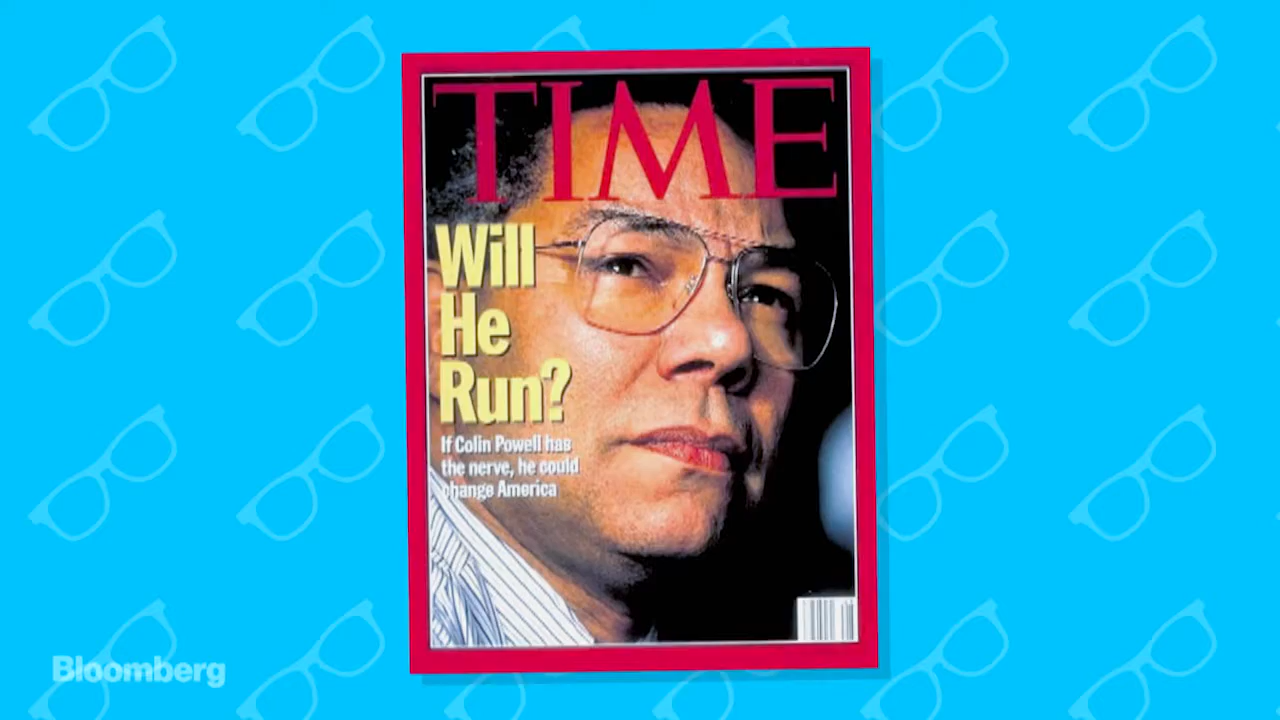 TIME
Will
He
Run?
If Colin Powell has
the nerve, he could
change America
Bloomberg